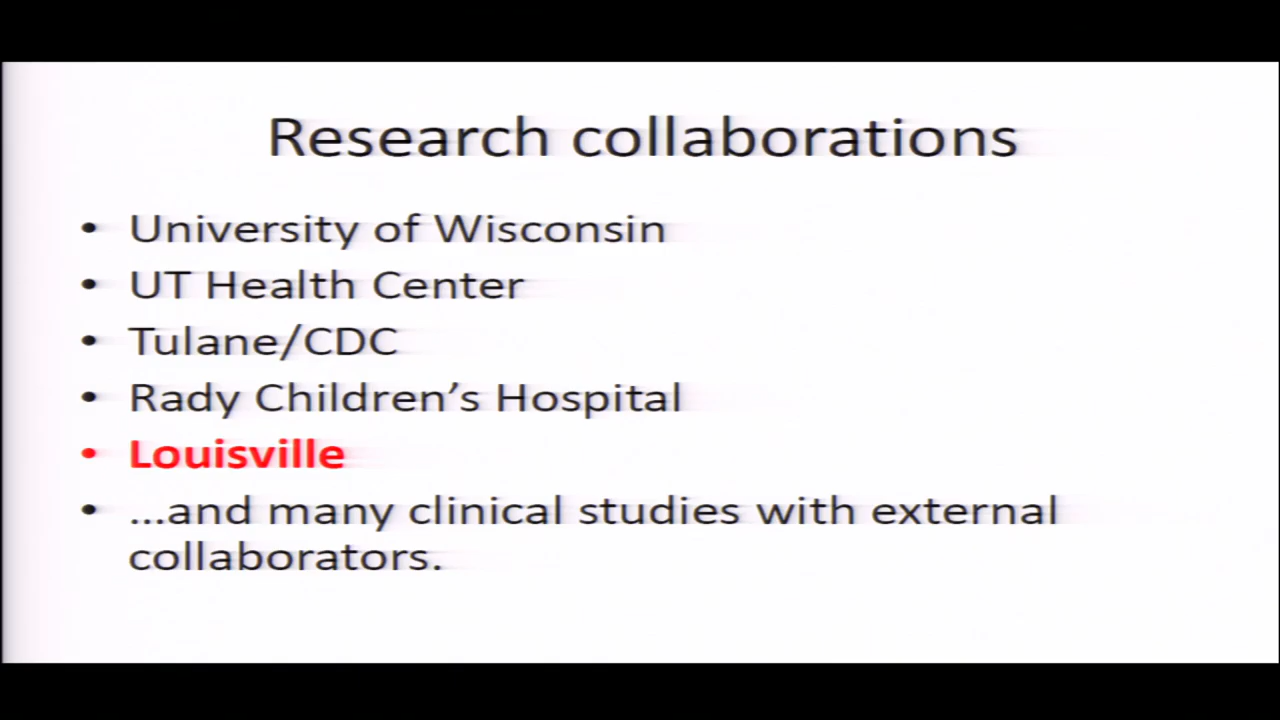 Research collaborations
• University of Wisconsin
• UT Health Center
• Tulane/CDC
• Rady Children’s Hospital
• Louisville
• ...and many clinical studies with external
collaborators.